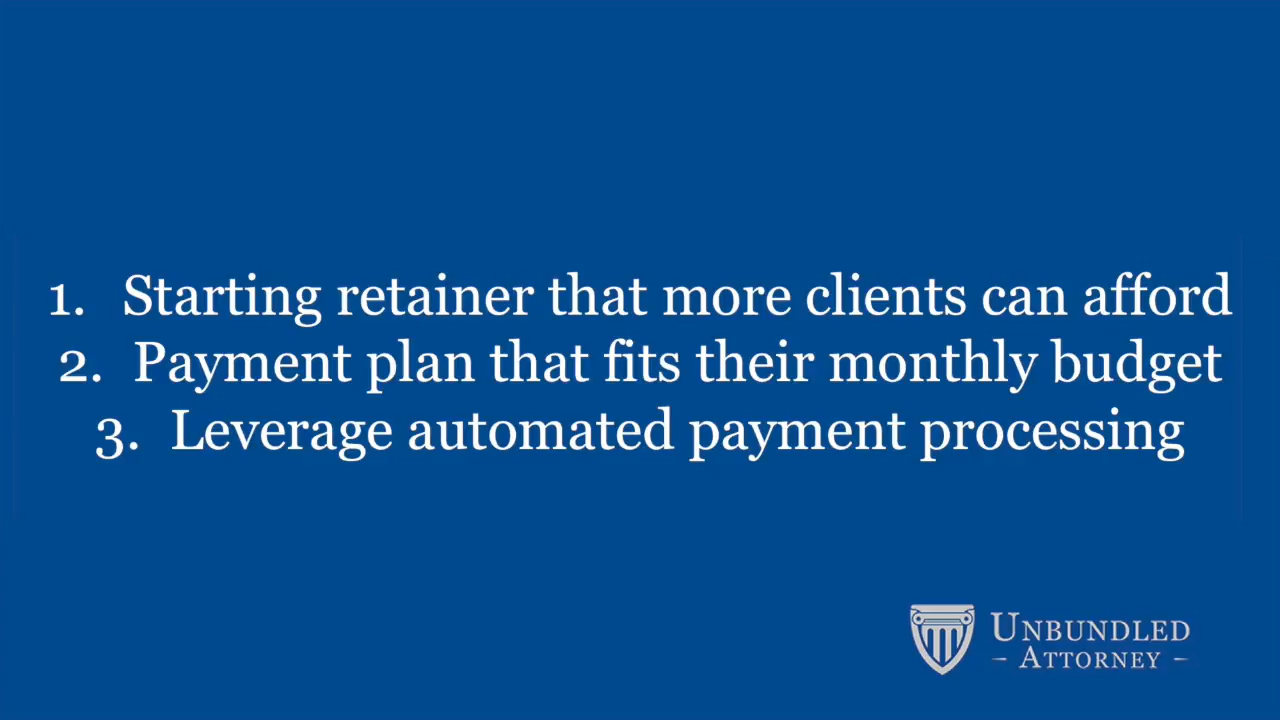 1. Starting retainer that more clients can afford
2. Payment plan that fits their monthly budget
3. Leverage automated payment processing
UNBUNDLED
- ATTORNEY -